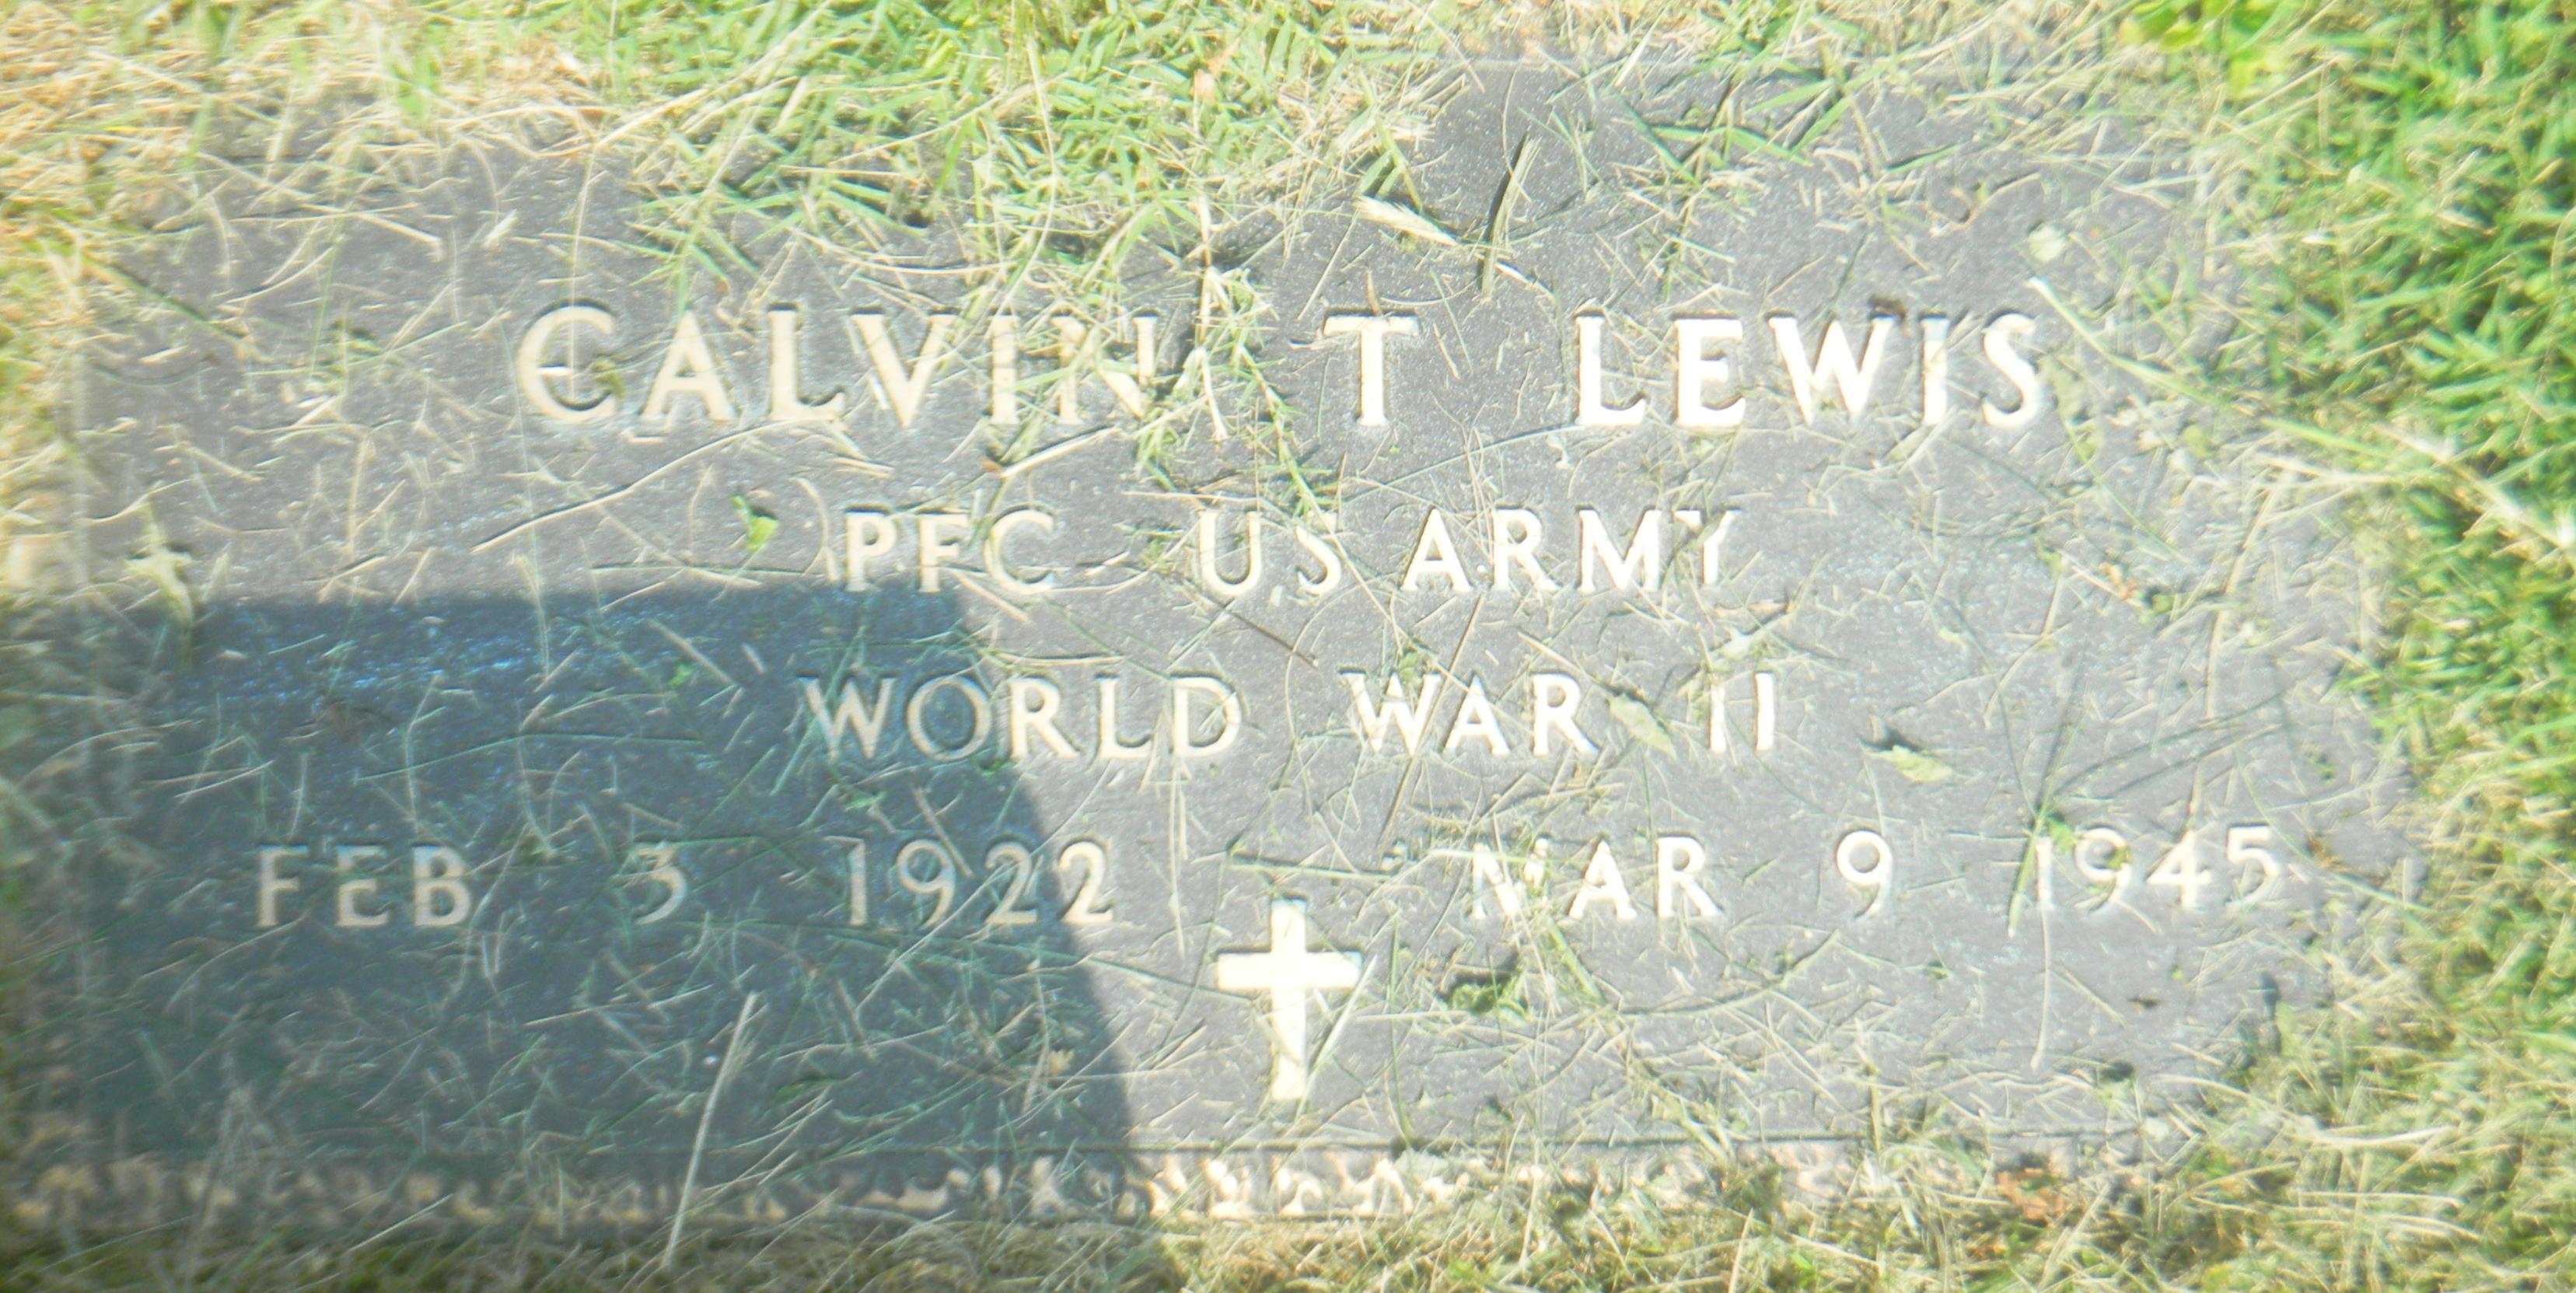 CALVIN T LEWIS
PFC US ARMY
WORLD WAR II
FEB 3 1922 MAR 9 1945